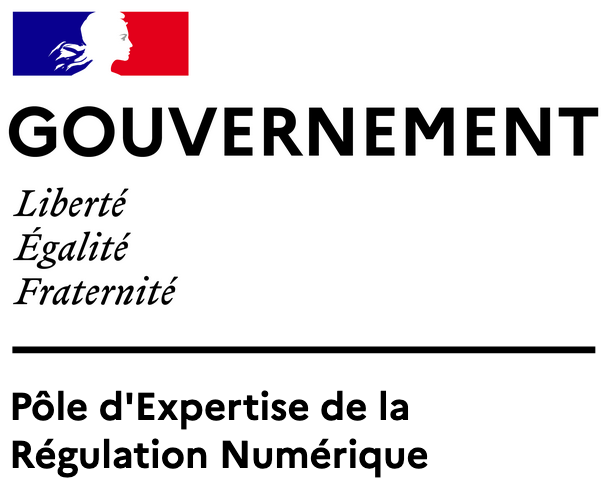 GOUVERNEMENT
Liberté
Égalité
Fraternité
Pôle d'Expertise de la
Régulation Numérique